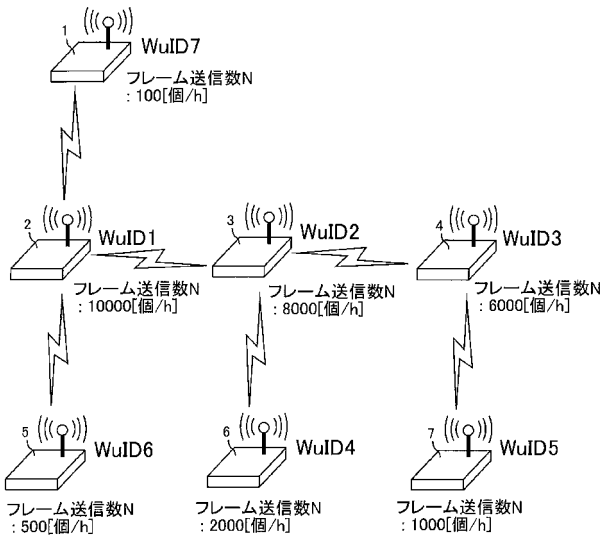 1
WuID7
フレーム送信数N
: 100[個/h]
2
WuID1
フレーム送信数N
: 10000[個/h]
3
WuID2
フレーム送信数N
: 8000[個/h]
4
WuID3
フレーム送信数N
: 6000[個/h]
5
WuID6
フレーム送信数N
: 500[個/h]
6
WuID4
フレーム送信数N
: 2000[個/h]
7
WuID5
フレーム送信数N
: 1000[個/h]